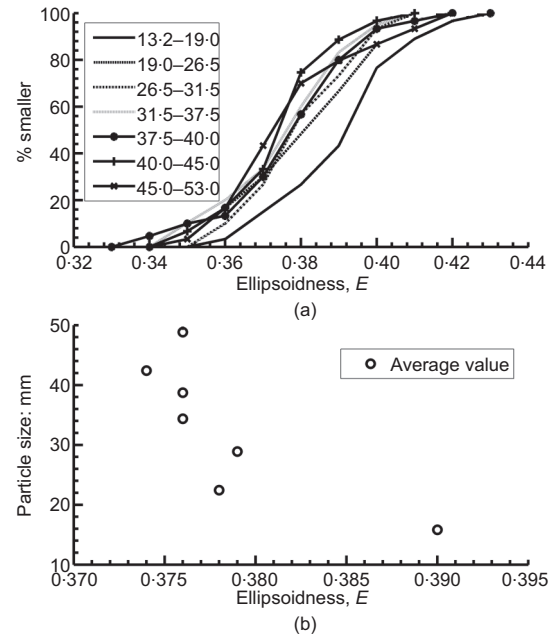 100
80
60
40
20
0
% smaller
13·2–19·0
19·0–26·5
26·5–31·5
31·5–37·5
37·5–40·0
40·0–45·0
45·0–53·0
0·32 0·34 0·36 0·38 0·40 0·42 0·44
Ellipsoidness, E
(a)
50
40
30
20
10
Particle size: mm
Average value
0·370 0·375 0·380 0·385 0·390 0·395
Ellipsoidness, E
(b)